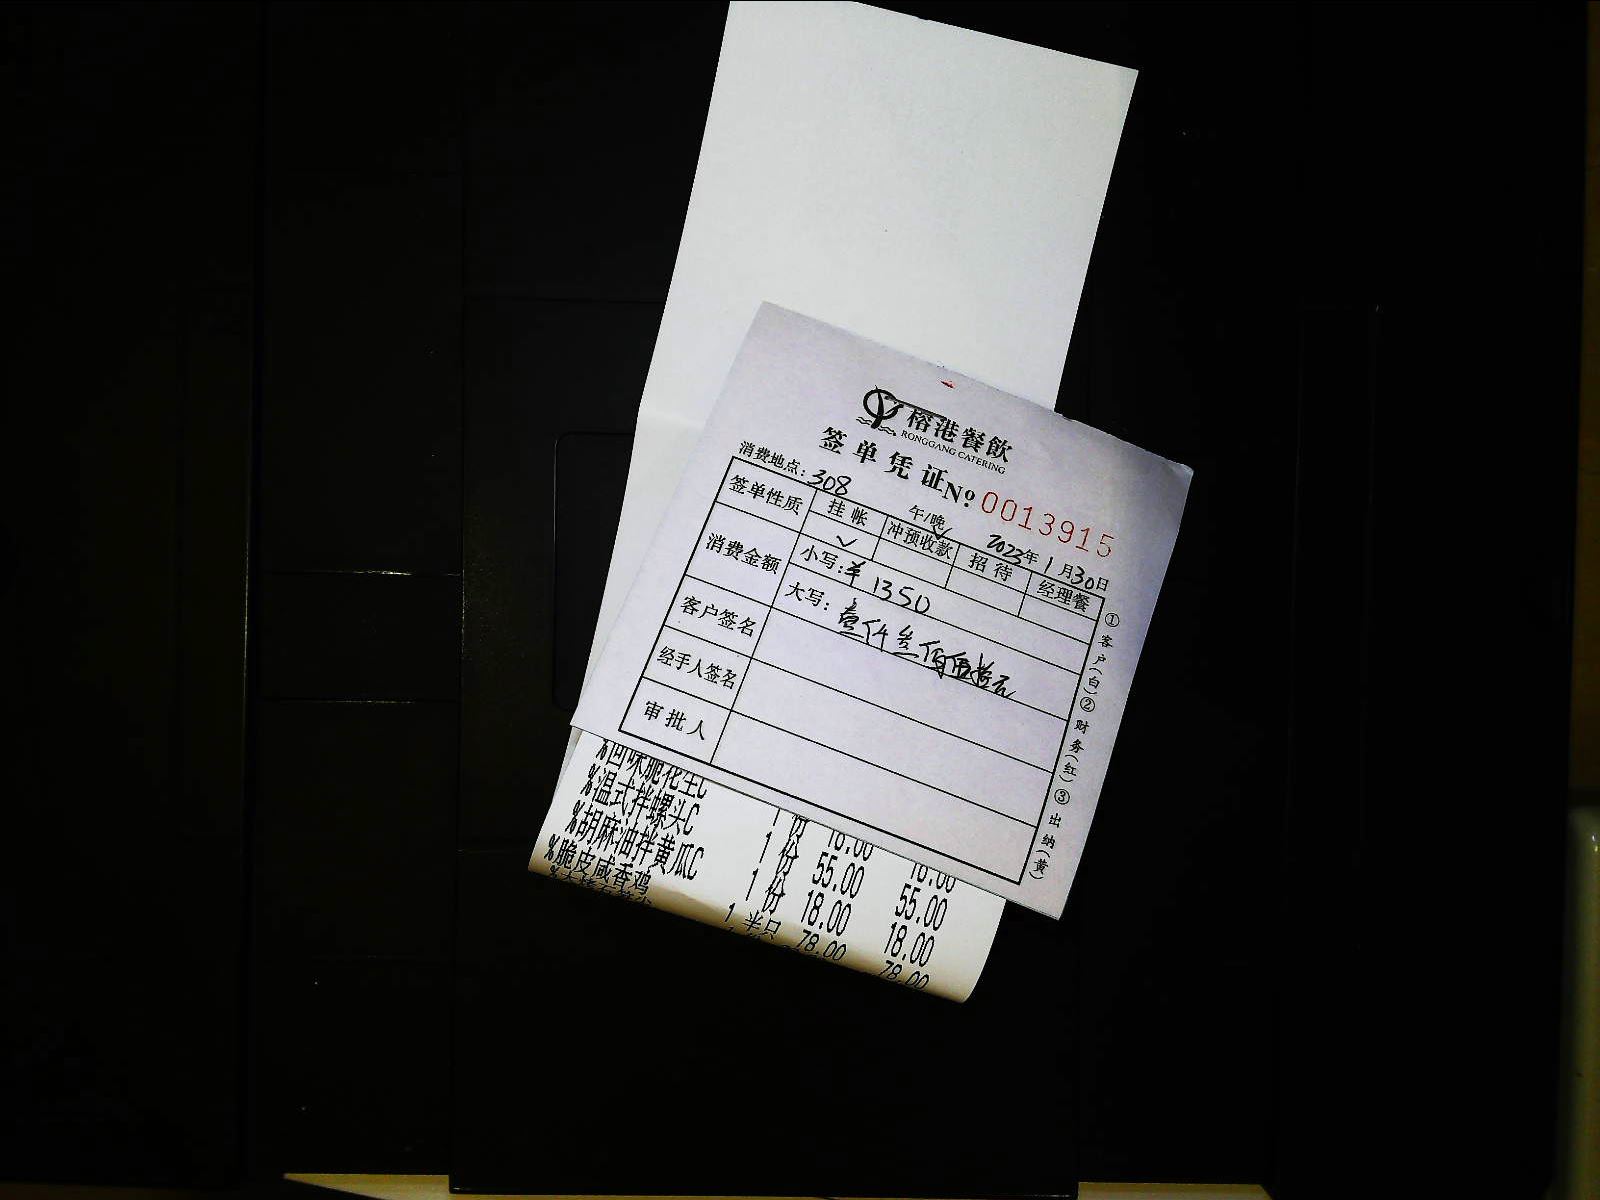 榕港餐飲
RONGGANG CATERING
签单凭证 No 0013915
消费地点：308 午/晚 2023年1月30日
签单性质 挂帐 冲预收款 招待 经理餐
消费金额 小写：¥1350
大写：壹仟叁佰伍拾元
客户签名
经手人签名
审批人
①客户（白）②财务（红）③出纳（黄）
%回味脆花生C 1 份 18.00 18.00
%温式拌螺头C 1 份 55.00 55.00
%胡麻油拌黄瓜C 1 份 18.00 18.00
%脆皮咸香鸡 1 半只 78.00 78.00